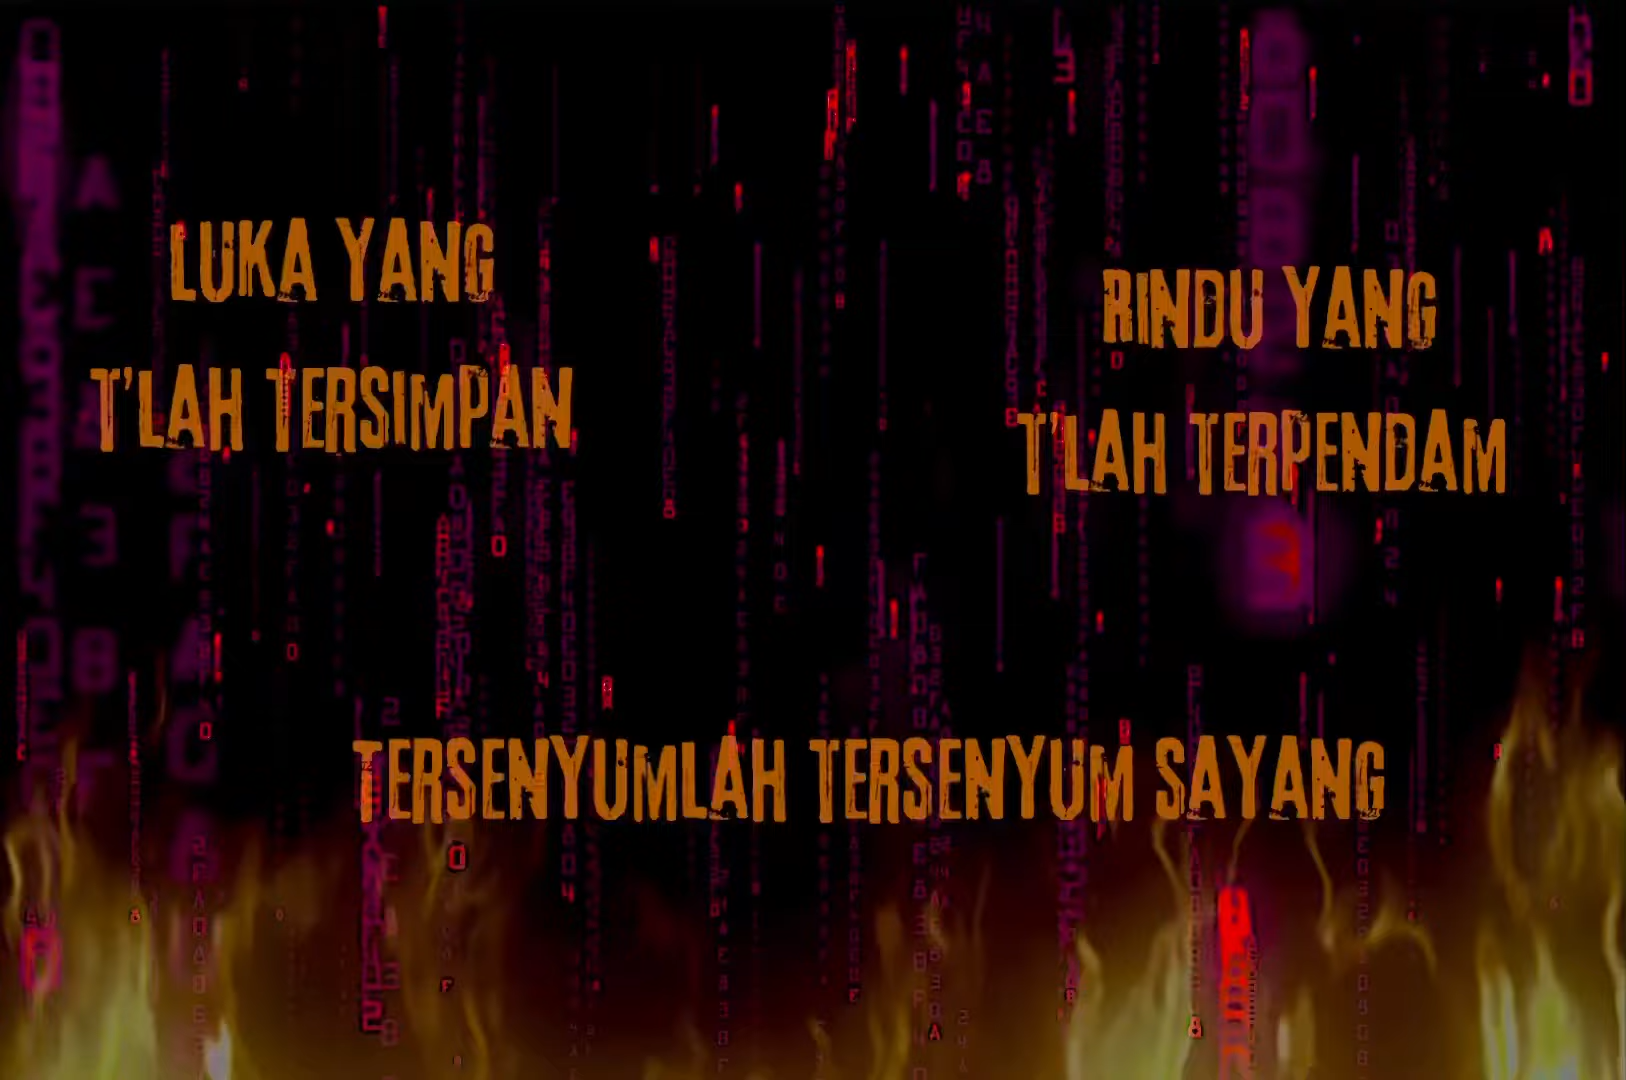 LUKA YANG
T'LAH TERSIMPAN
RINDU YANG
T'LAH TERPENDAM
TERSENYUMLAH TERSENYUM SAYANG